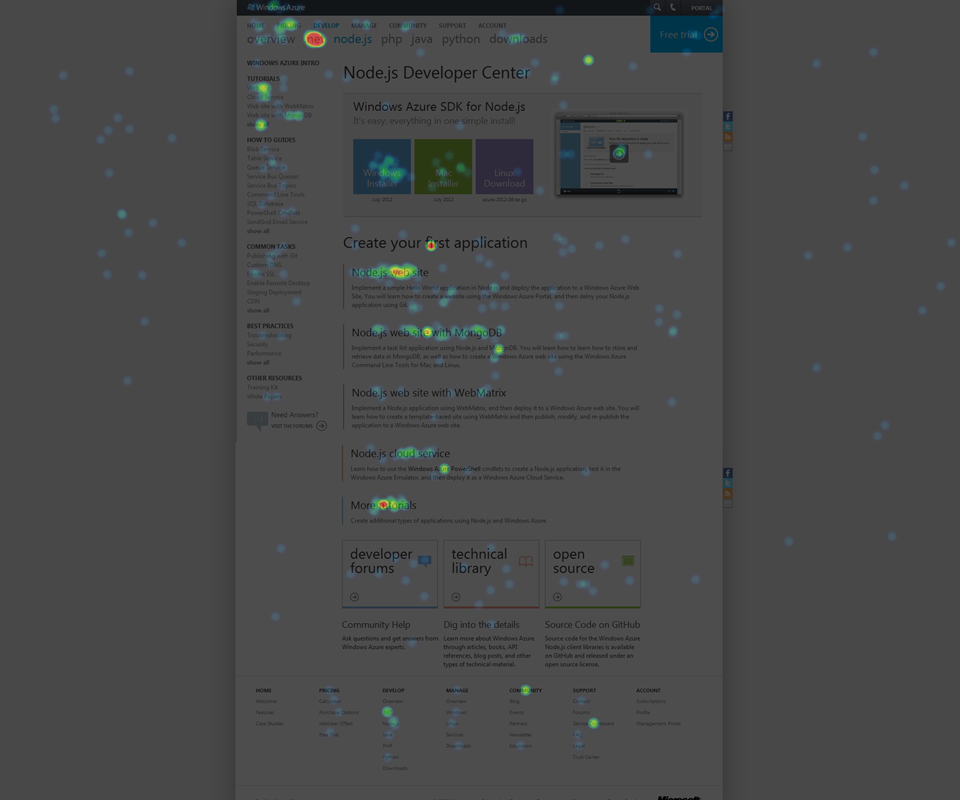 Windows Azure
PORTAL
HOME
DEVELOP
MANAGE
COMMUNITY
SUPPORT
ACCOUNT
overview
node.js
php
java
python
downloads
Free trial
WINDOWS AZURE INTRO
TUTORIALS
Web site with WebMatrix
HOW TO GUIDES
Blob Service
Table Service
Service Bus Queues
Service Bus Topics
Command Line Tools
SendGrid Email Service
show all
COMMON TASKS
Publishing with Git
Enable Remote Desktop
Staging Deployment
CDN
show all
BEST PRACTICES
Troubleshooting
Security
Performance
show all
OTHER RESOURCES
Training Kit
White Papers
Need Answers?
VISIT THE FORUMS
Node.js Developer Center
Windows Azure SDK for Node.js
It's easy: everything in one simple install!
Windows Installer
July 2012
Mac Installer
July 2012
Linux Download
Create your first application
Node.js web site
Implement a simple Hello World application in Node.js and deploy the application to a Windows Azure Web
Site. You will learn how to create a website using the Windows Azure Portal, and then deploy your Node.js
application using Git.
Node.js web site with MongoDB
Implement a task list application using Node.js and MongoDB. You will learn how to learn how to store and
retrieve data in MongoDB, as well as how to create a Windows Azure web site using the Windows Azure
Command Line Tools for Mac and Linux.
Node.js web site with WebMatrix
Implement a Node.js application using WebMatrix, and then deploy it to a Windows Azure web site. You will
learn how to create a template-based site using WebMatrix and then publish, modify, and re-publish the
application to a Windows Azure web site.
Node.js cloud service
Learn how to use the Windows Azure PowerShell cmdlets to create a Node.js application, test it in the
Windows Azure Emulator, and then deploy it as a Windows Azure Cloud Service.
More tutorials
Create additional types of applications using Node.js and Windows Azure.
developer forums
technical library
open source
Community Help
Ask questions and get answers from
Windows Azure experts.
Dig into the details
Learn more about Windows Azure
through articles, books, API
references, blog posts, and other
types of technical material.
Source Code on GitHub
Source code for the Windows Azure
Node.js client libraries is available
on GitHub and released under an
open source license.
HOME
Welcome
Features
Case Studies
PRICING
Calculator
Purchase Options
Member Offers
Free Trial
DEVELOP
Overview
PHP
Downloads
MANAGE
Overview
Windows
Services
Downloads
COMMUNITY
Blog
Events
Partners
Newsletter
SUPPORT
Forums
Service Dashboard
Legal
Trust Center
ACCOUNT
Subscriptions
Profile
Management Portal
Microsoft